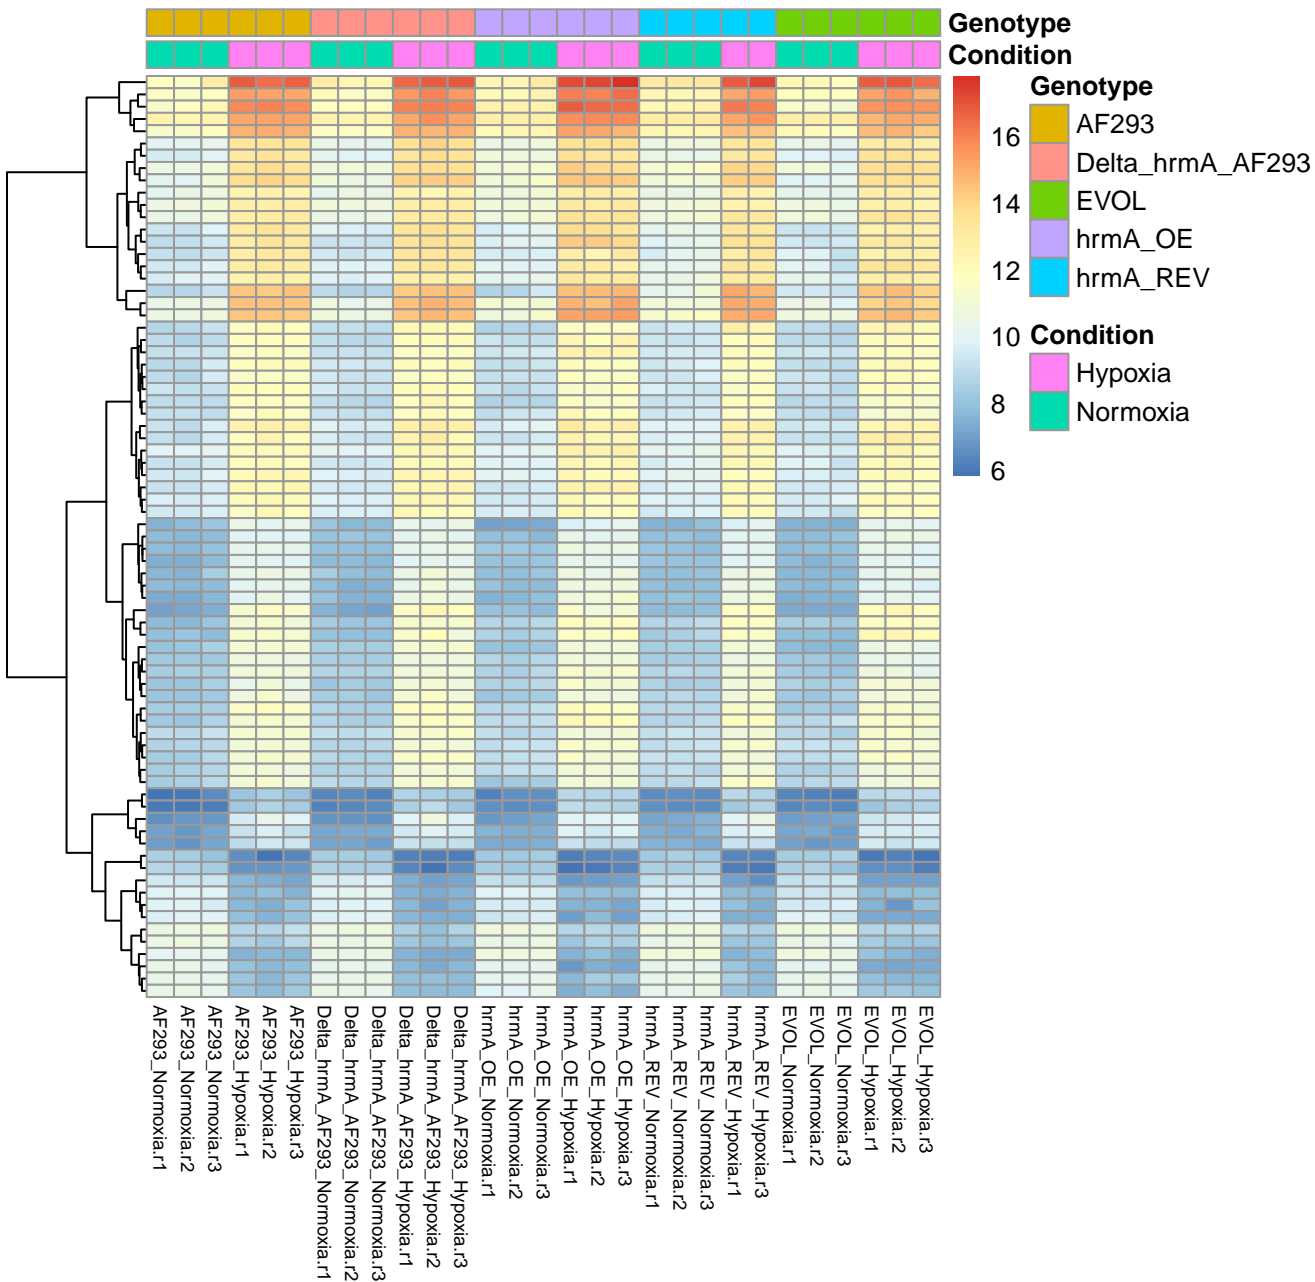 Genotype
Condition
Genotype
AF293
Delta_hrmA_AF293
EVOL
hrmA_OE
hrmA_REV
Condition
Hypoxia
Normoxia
16
14
12
10
8
6
AF293_Normoxia.r1
AF293_Normoxia.r2
AF293_Normoxia.r3
AF293_Hypoxia.r1
AF293_Hypoxia.r2
AF293_Hypoxia.r3
Delta_hrmA_AF293_Normoxia.r1
Delta_hrmA_AF293_Normoxia.r2
Delta_hrmA_AF293_Normoxia.r3
Delta_hrmA_AF293_Hypoxia.r1
Delta_hrmA_AF293_Hypoxia.r2
Delta_hrmA_AF293_Hypoxia.r3
hrmA_OE_Normoxia.r1
hrmA_OE_Normoxia.r2
hrmA_OE_Normoxia.r3
hrmA_OE_Hypoxia.r1
hrmA_OE_Hypoxia.r2
hrmA_OE_Hypoxia.r3
hrmA_REV_Normoxia.r1
hrmA_REV_Normoxia.r2
hrmA_REV_Normoxia.r3
hrmA_REV_Hypoxia.r1
hrmA_REV_Hypoxia.r3
EVOL_Normoxia.r1
EVOL_Normoxia.r2
EVOL_Normoxia.r3
EVOL_Hypoxia.r1
EVOL_Hypoxia.r2
EVOL_Hypoxia.r3